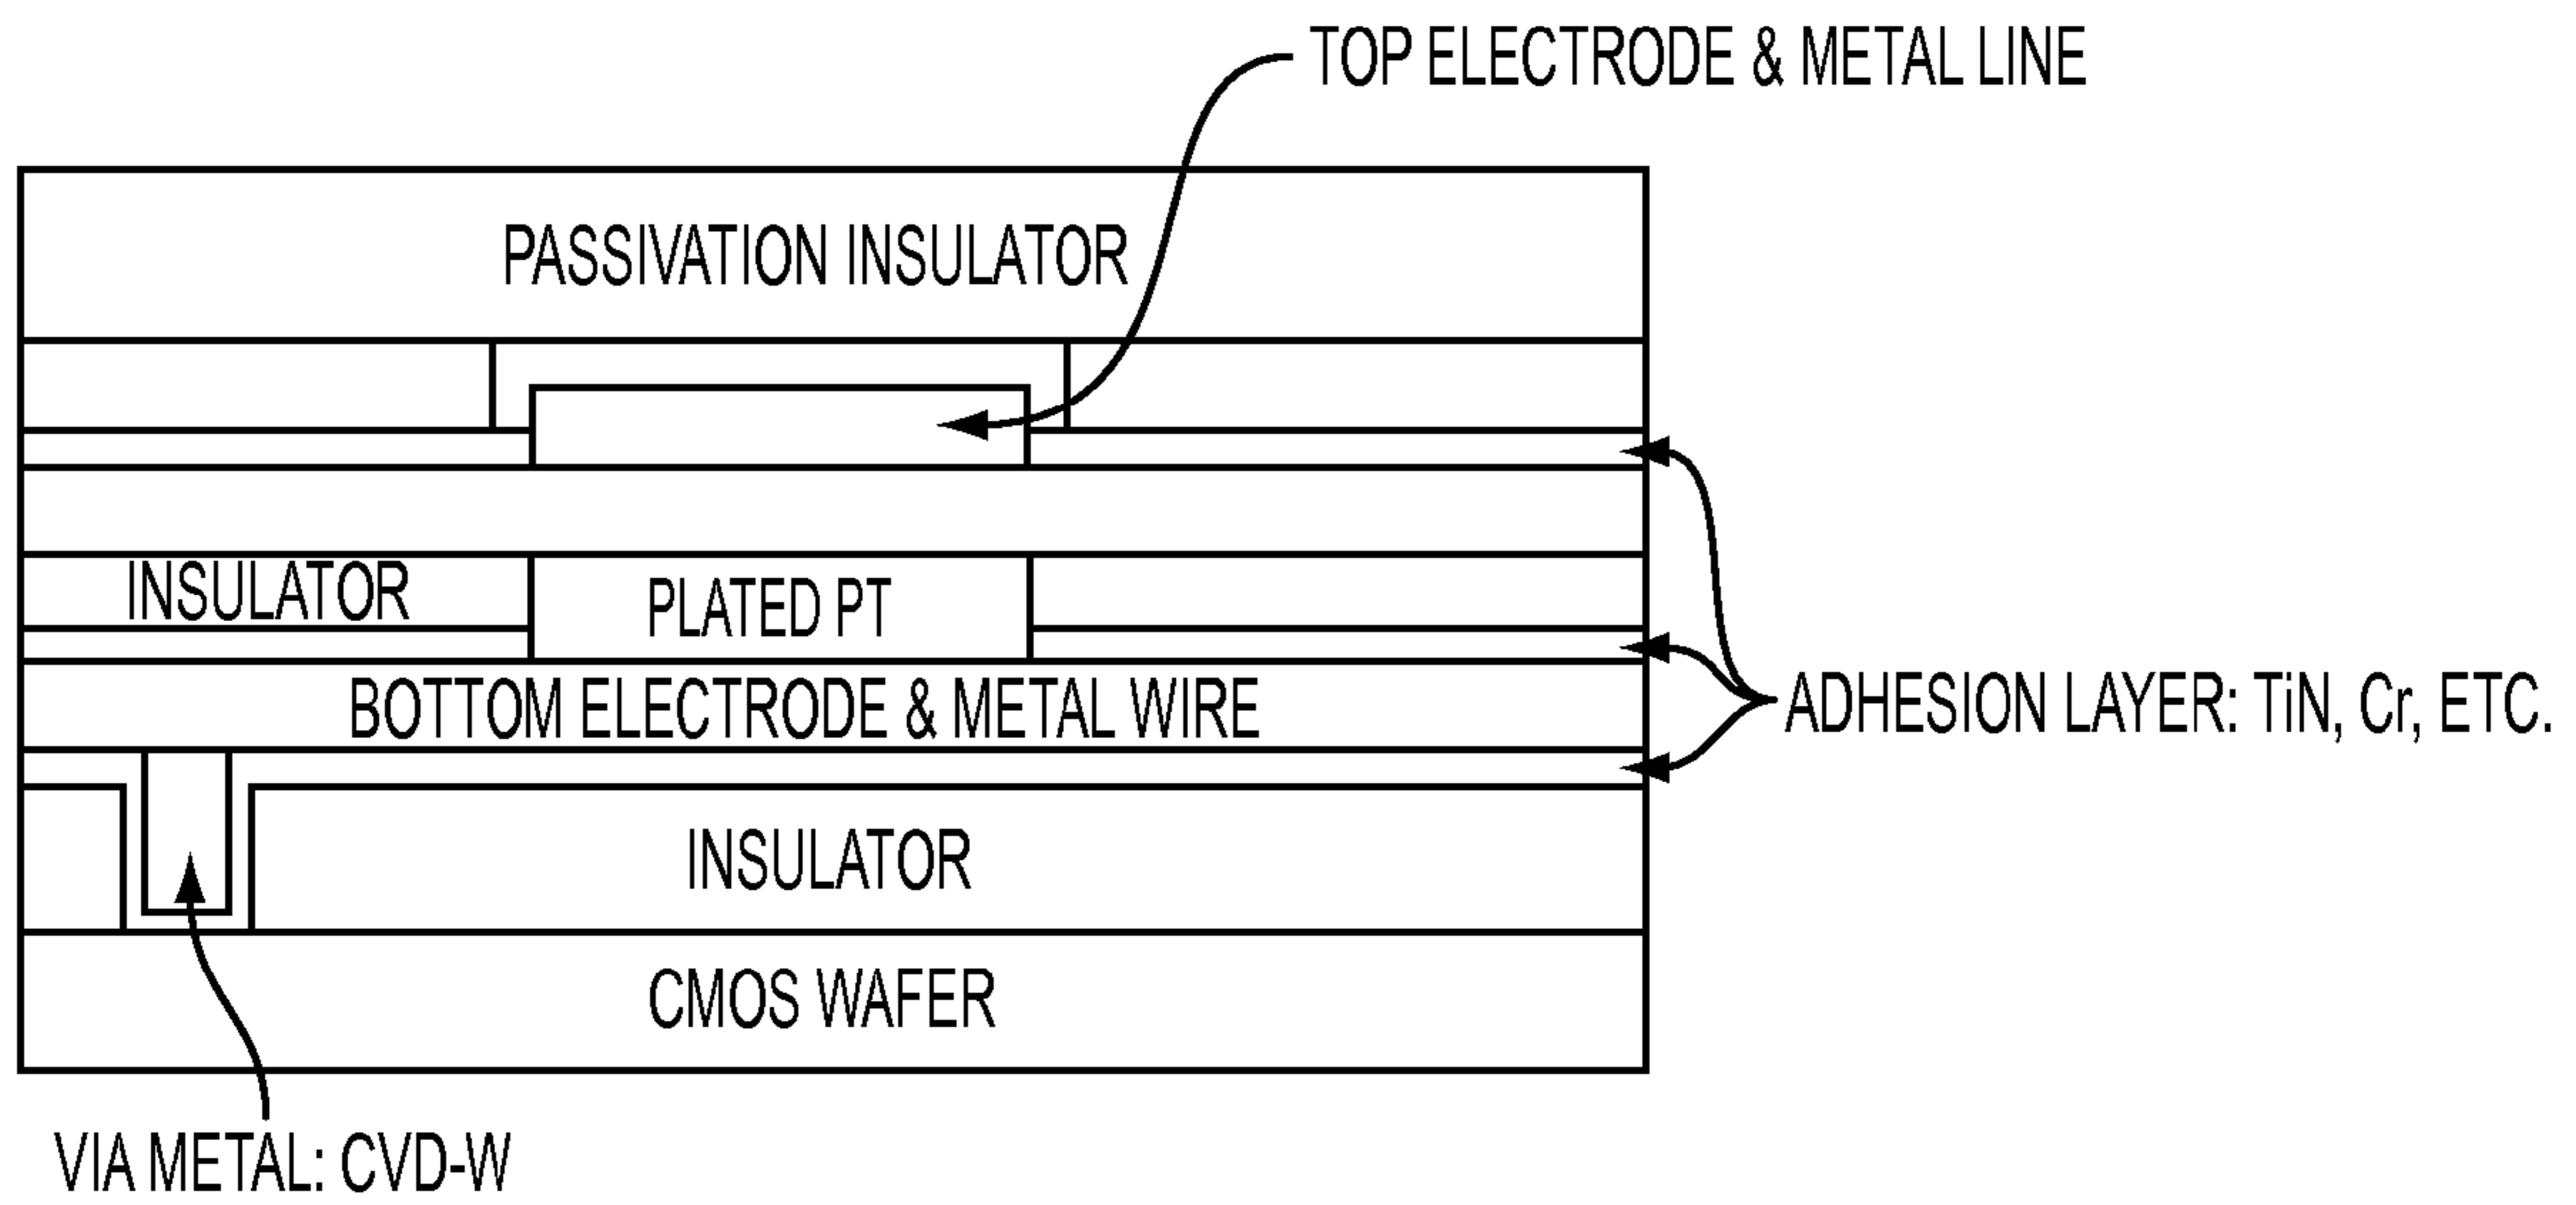 TOP ELECTRODE & METAL LINE
PASSIVATION INSULATOR
INSULATOR
PLATED PT
BOTTOM ELECTRODE & METAL WIRE
ADHESION LAYER: TiN, Cr, ETC.
INSULATOR
CMOS WAFER
VIA METAL: CVD-W